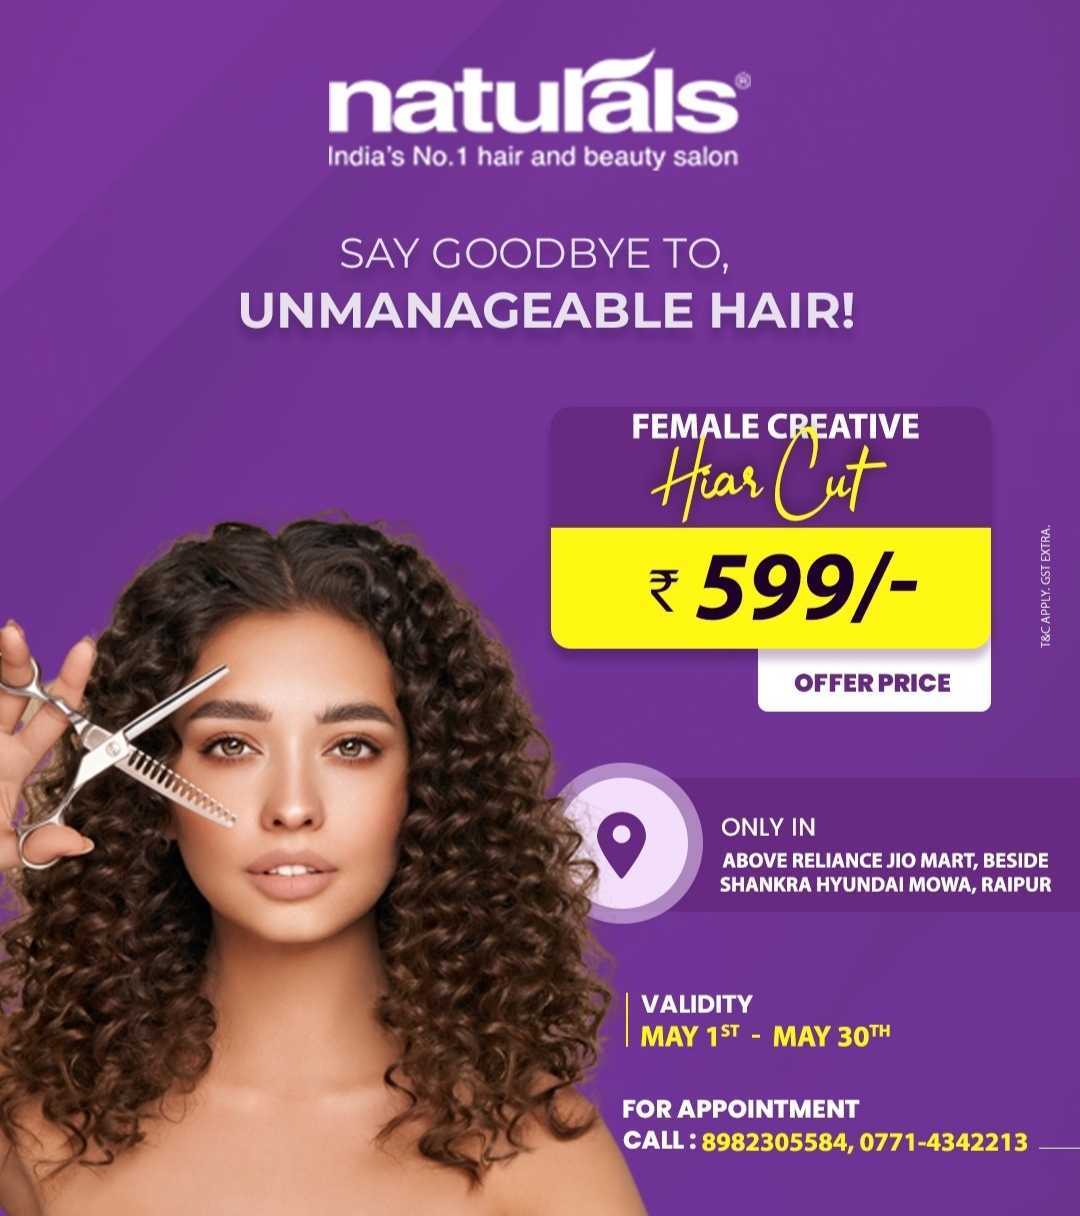 naturals®
India's No.1 hair and beauty salon
SAY GOODBYE TO,
UNMANAGEABLE HAIR!
FEMALE CREATIVE
Hiar Cut
₹ 599/-
OFFER PRICE
T&C APPLY. GST EXTRA.
ONLY IN
ABOVE RELIANCE JIO MART, BESIDE
SHANKRA HYUNDAI MOWA, RAIPUR
VALIDITY
MAY 1ST - MAY 30TH
FOR APPOINTMENT
CALL : 8982305584, 0771-4342213